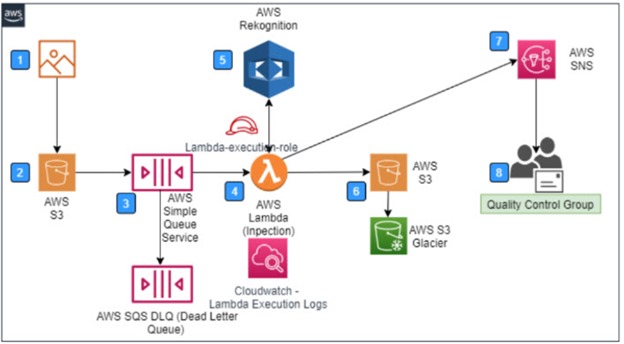 aws
AWS
Rekognition
1
5
7
AWS
SNS
Lambda-execution-role
2
AWS
S3
3
AWS
Simple
Queue
Service
4
AWS
Lambda
(Inpection)
6
AWS
S3
8
Quality Control Group
AWS S3
Glacier
Cloudwatch -
Lambda Execution Logs
AWS SQS DLQ (Dead Letter
Queue)